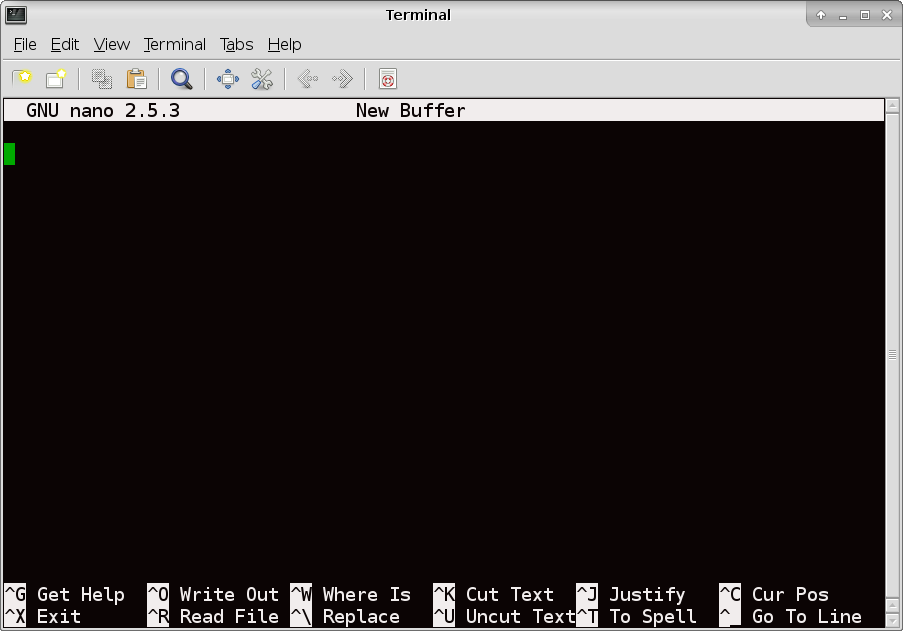 Terminal
File Edit View Terminal Tabs Help
GNU nano 2.5.3 New Buffer
^G Get Help ^O Write Out ^W Where Is ^K Cut Text ^J Justify ^C Cur Pos
^X Exit ^R Read File ^\ Replace ^U Uncut Text ^T To Spell ^_ Go To Line